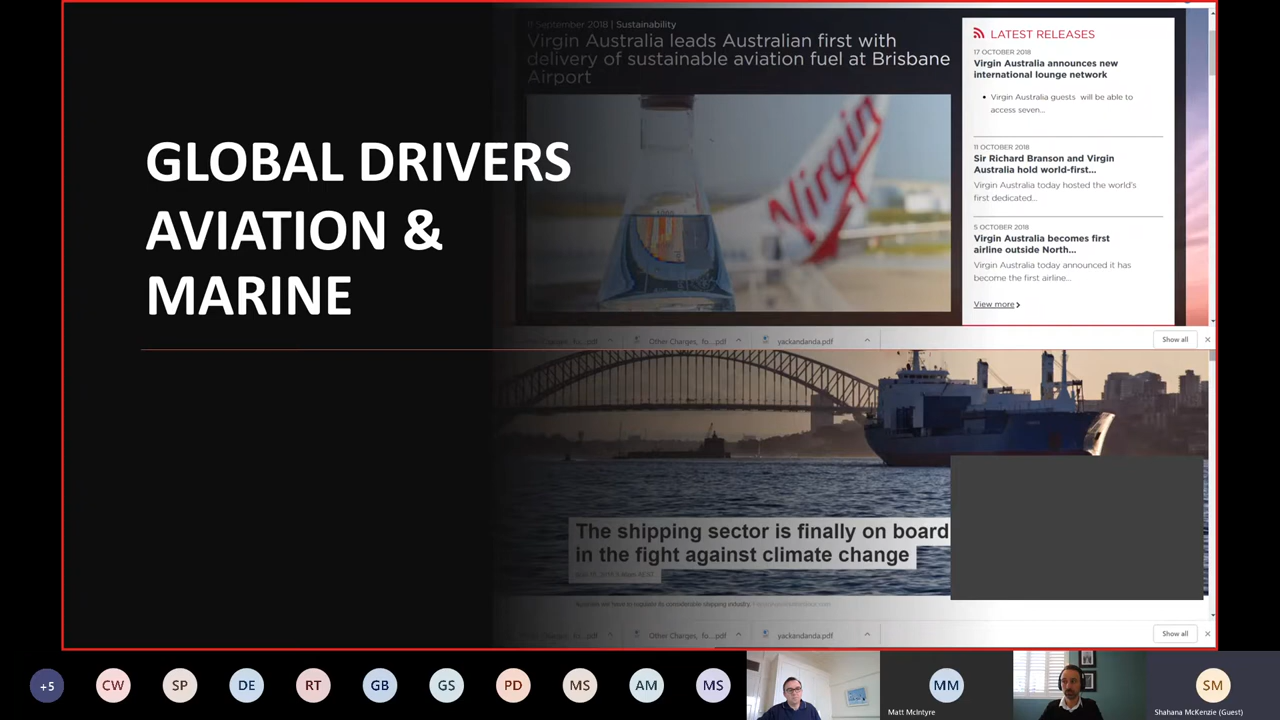 GLOBAL DRIVERS
AVIATION &
MARINE
11 September 2018 | Sustainability
Virgin Australia leads Australian first with
delivery of sustainable aviation fuel at Brisbane
Airport
Virgin
LATEST RELEASES
17 OCTOBER 2018
Virgin Australia announces new
international lounge network
• Virgin Australia guests will be able to
access seven...
11 OCTOBER 2018
Sir Richard Branson and Virgin
Australia hold world-first...
Virgin Australia today hosted the world's
first dedicated...
5 OCTOBER 2018
Virgin Australia becomes first
airline outside North...
Virgin Australia today announced it has
become the first airline...
View more
Other Charges, fo....pdf
yackandanda.pdf
Show all
The shipping sector is finally on board
in the fight against climate change
Other Charges, fo....pdf
yackandanda.pdf
Show all
+5
CW
SP
DE
RT
GB
GS
PD
MS
AM
MS
MM
Matt McIntyre
SM
Shahana McKenzie (Guest)